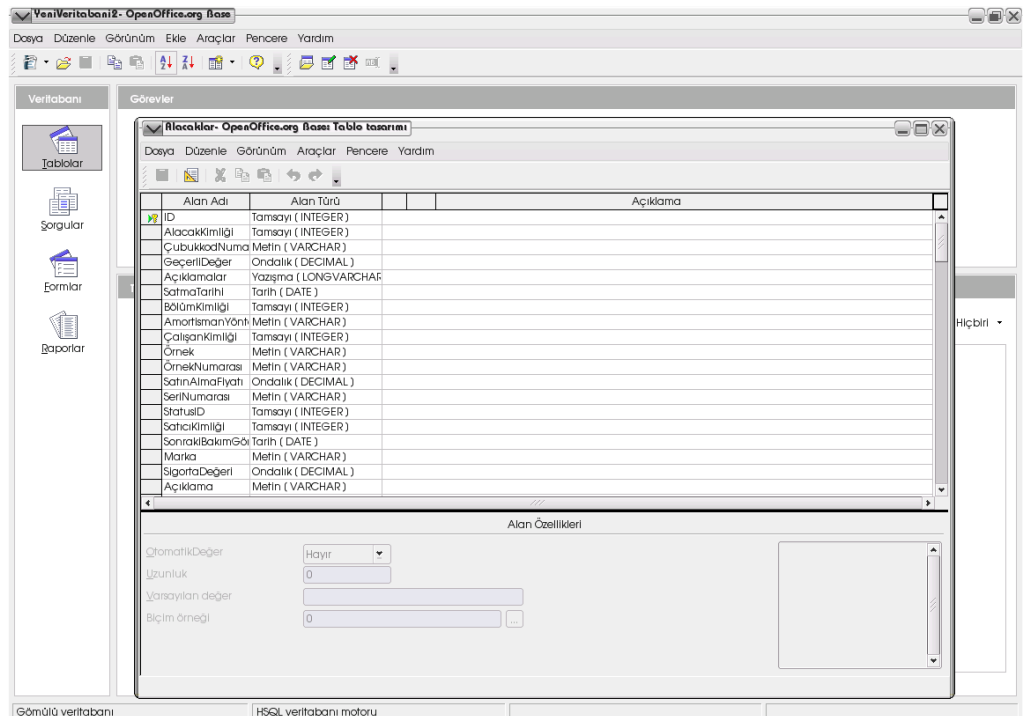 YeniVeritabani2- OpenOffice.org Base
Dosya Düzenle Görünüm Ekle Araçlar Pencere Yardım
Veritabanı
Görevler
Tablolar
Sorgular
Formlar
Raporlar
Alacaklar- OpenOffice.org Base: Tablo tasarımı
Dosya Düzenle Görünüm Araçlar Pencere Yardım
Alan Adı Alan Türü Açıklama
ID Tamsayı ( INTEGER )
AlacakKimliği Tamsayı ( INTEGER )
ÇubukkodNuma Metin ( VARCHAR )
GeçerliDeğer Ondalık ( DECIMAL )
Açıklamalar Yazışma ( LONGVARCHAR
SatmaTarihi Tarih ( DATE )
BölümKimliği Tamsayı ( INTEGER )
AmortismanYönt Metin ( VARCHAR )
ÇalışanKimliği Tamsayı ( INTEGER )
Örnek Metin ( VARCHAR )
ÖrnekNumarası Metin ( VARCHAR )
SatınAlmaFiyatı Ondalık ( DECIMAL )
SeriNumarası Metin ( VARCHAR )
StatusID Tamsayı ( INTEGER )
SatıcıKimliği Tamsayı ( INTEGER )
SonrakiBakımGö Tarih ( DATE )
Marka Metin ( VARCHAR )
SigortaDeğeri Ondalık ( DECIMAL )
Açıklama Metin ( VARCHAR )
Hiçbiri
Alan Özellikleri
OtomatikDeğer Hayır
Uzunluk 0
Varsayılan değer
Biçim örneği 0 ...
Gömülü veritabanı HSQL veritabanı motoru